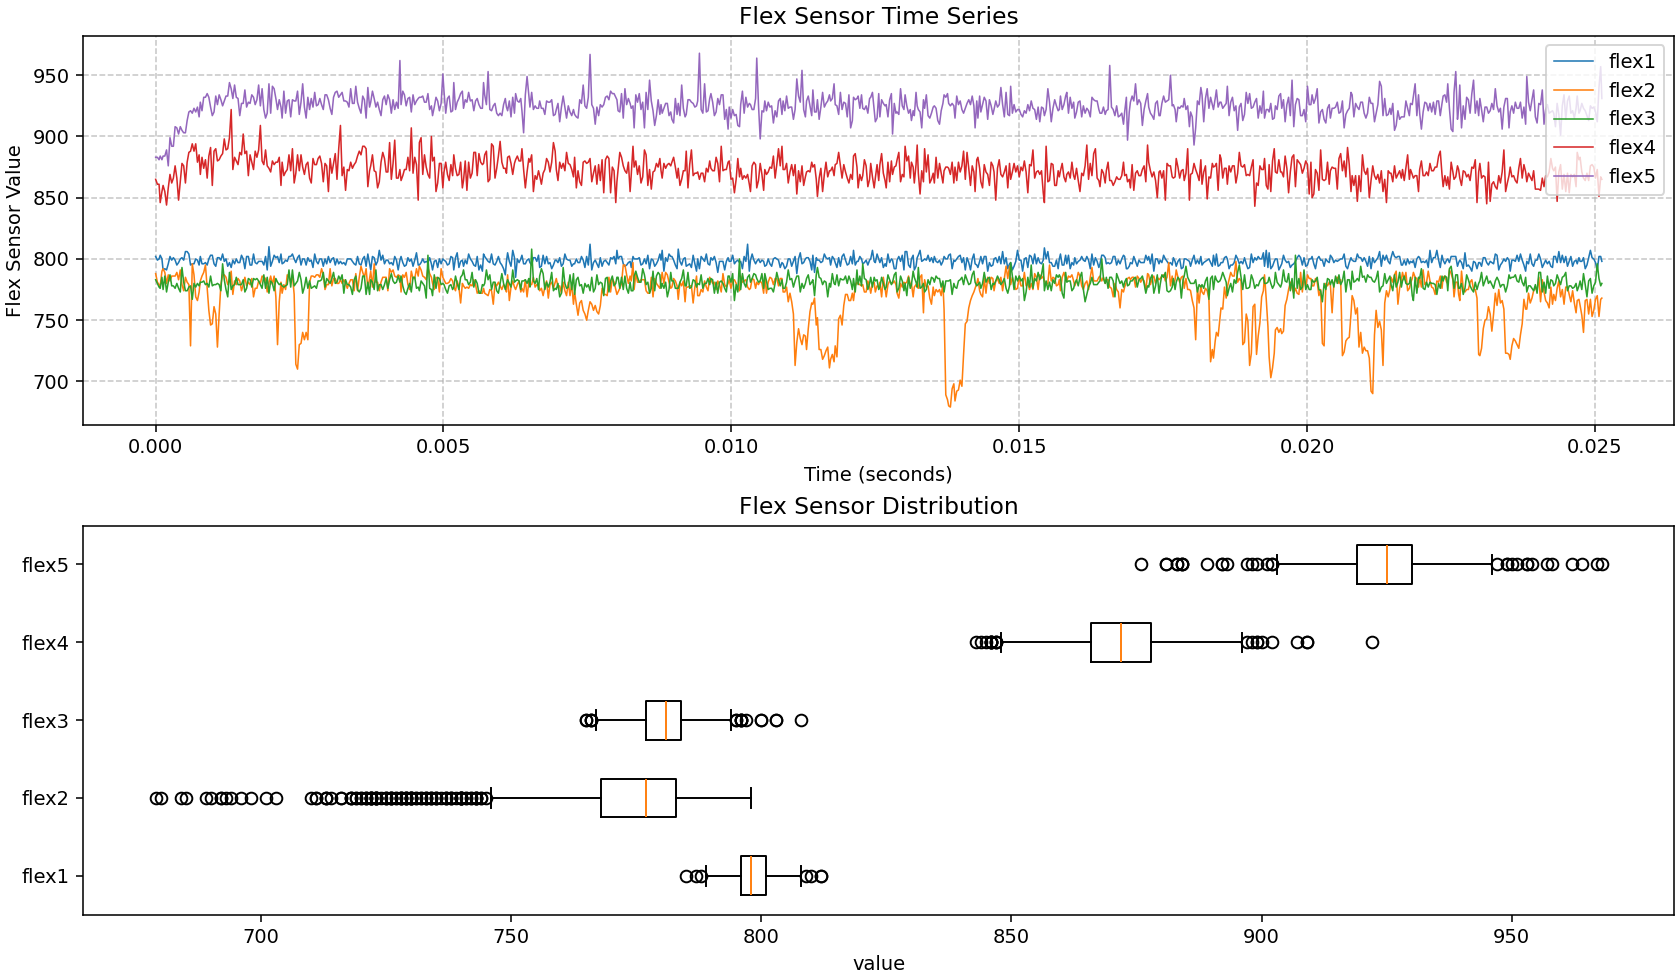 Flex Sensor Time Series
Flex Sensor Value
950
900
850
800
750
700
flex1
flex2
flex3
flex4
flex5
0.000 0.005 0.010 0.015 0.020 0.025
Time (seconds)
Flex Sensor Distribution
flex5
flex4
flex3
flex2
flex1
700 750 800 850 900 950
value